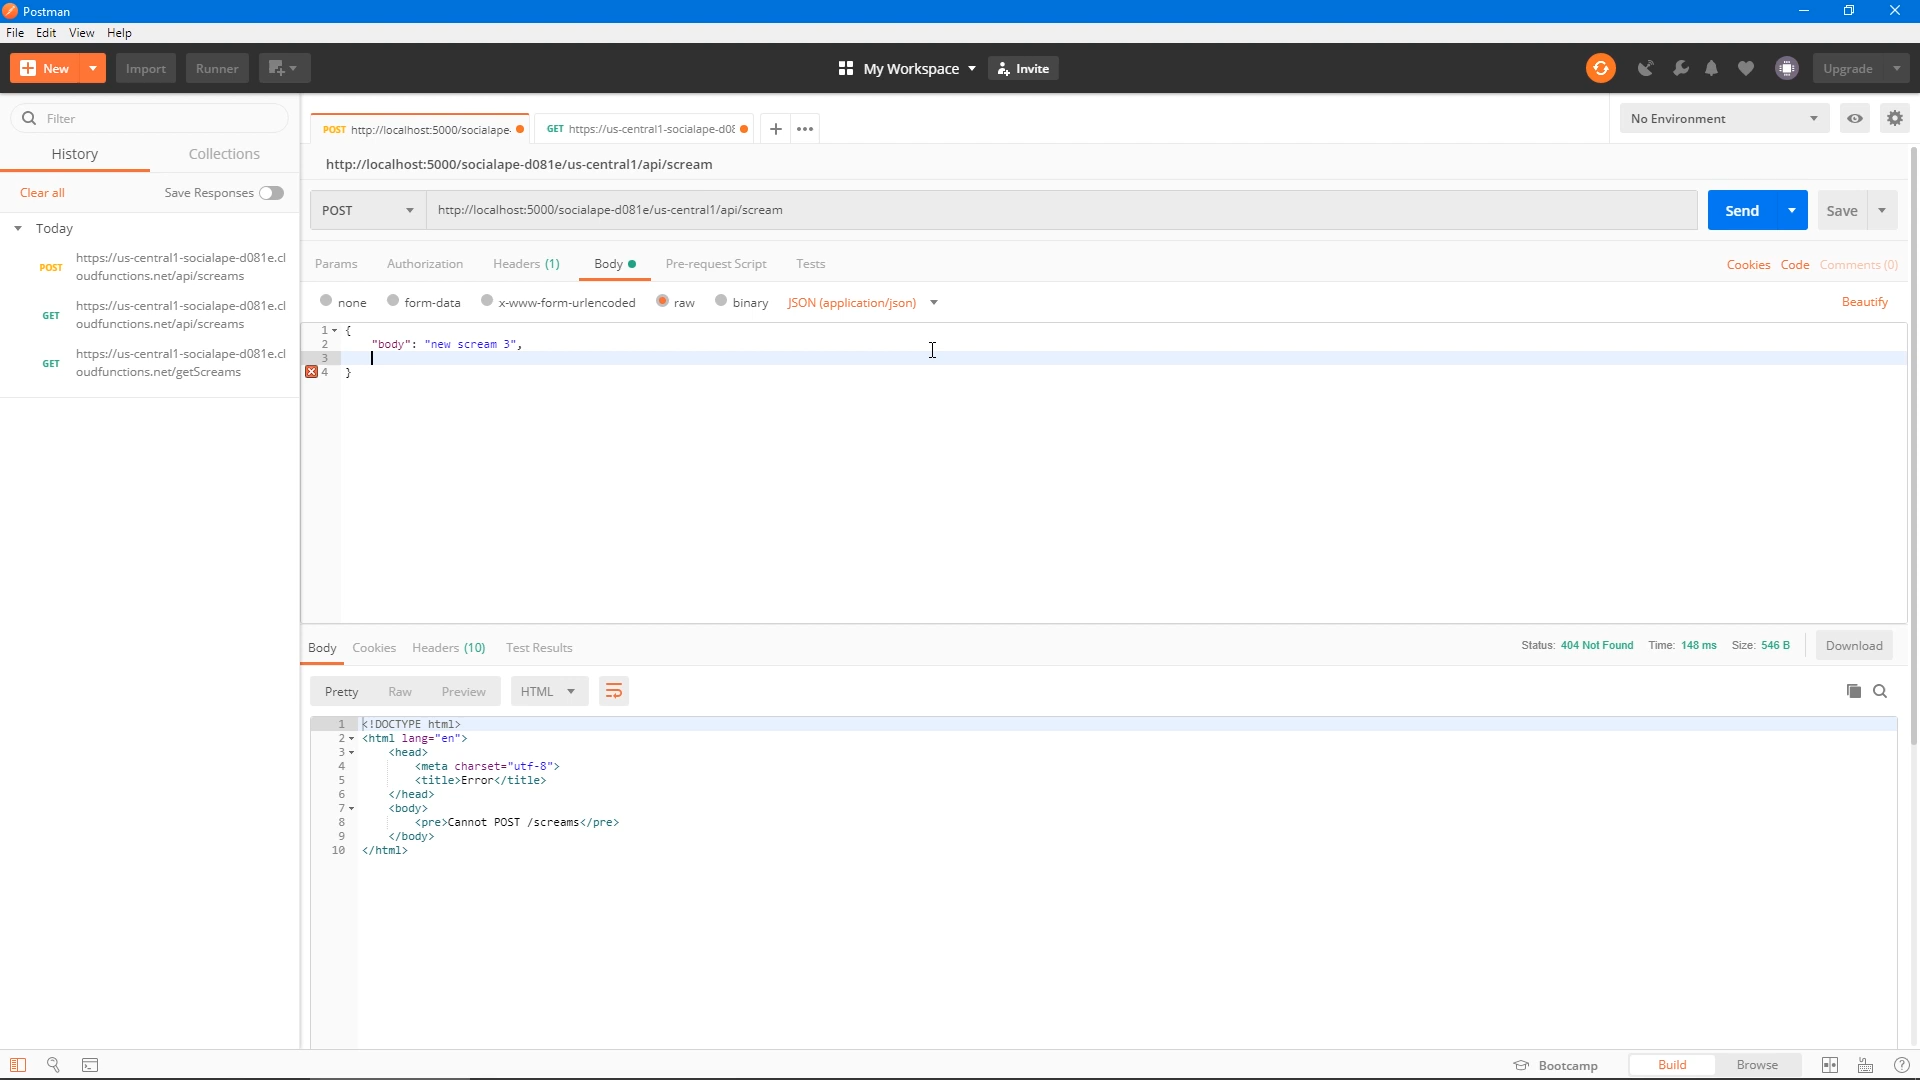 Postman
File Edit View Help
New Import Runner My Workspace Invite Upgrade
Filter
History Collections
Clear all Save Responses
Today
POST https://us-central1-socialape-d081e.cl
oudfunctions.net/api/screams
GET https://us-central1-socialape-d081e.cl
oudfunctions.net/api/screams
GET https://us-central1-socialape-d081e.cl
oudfunctions.net/getScreams
POST http://localhost:5000/socialape- GET https://us-central1-socialape-d08 No Environment
http://localhost:5000/socialape-d081e/us-central1/api/scream
POST http://localhost:5000/socialape-d081e/us-central1/api/scream Send Save
Params Authorization Headers (1) Body Pre-request Script Tests Cookies Code Comments (0)
none form-data x-www-form-urlencoded raw binary JSON (application/json) Beautify
1 {
2 "body": "new scream 3",
3
4 }
Body Cookies Headers (10) Test Results Status: 404 Not Found Time: 148 ms Size: 546 B Download
Pretty Raw Preview HTML
1 <!DOCTYPE html>
2 <html lang="en">
3 <head>
4 <meta charset="utf-8">
5 <title>Error</title>
6 </head>
7 <body>
8 <pre>Cannot POST /screams</pre>
9 </body>
10 </html>
Bootcamp Build Browse